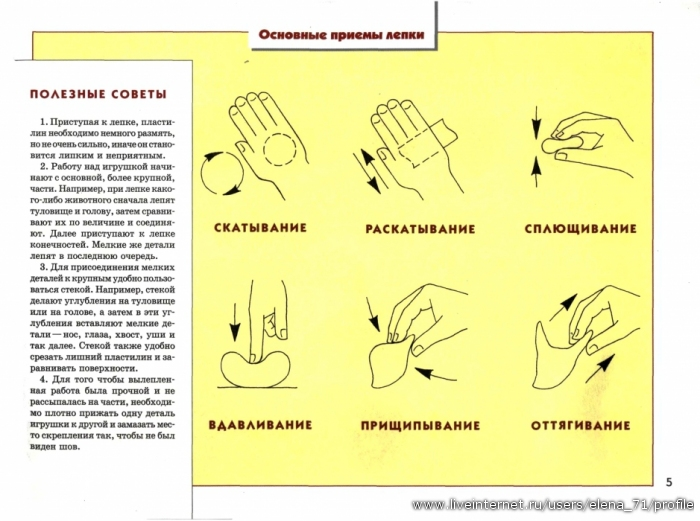 Основные приемы лепки
ПОЛЕЗНЫЕ СОВЕТЫ
1. Приступая к лепке, пласти-
лин необходимо немного размять,
но не очень сильно, иначе он стано-
вится липким и неприятным.
2. Работу над игрушкой начи-
нают с основной, более крупной,
части. Например, при лепке како-
го-либо животного сначала лепят
туловище и голову, затем сравни-
вают их по величине и соединя-
ют. Далее приступают к лепке
конечностей. Мелкие же детали
лепят в последнюю очередь.
3. Для присоединения мелких
деталей к крупным удобно пользо-
ваться стекой. Например, стекой
делают углубления на туловище
или на голове, а затем в эти уг-
лубления вставляют мелкие де-
тали — нос, глаза, хвост, уши и
так далее. Стекой также удобно
срезать лишний пластилин и за-
равнивать поверхности.
4. Для того чтобы вылеплен-
ная работа была прочной и не
рассыпалась на части, необходи-
мо плотно прижать одну деталь
игрушки к другой и замазать мес-
то скрепления так, чтобы не был
виден шов.
СКАТЫВАНИЕ
РАСКАТЫВАНИЕ
СПЛЮЩИВАНИЕ
ВДАВЛИВАНИЕ
ПРИЩИПЫВАНИЕ
ОТТЯГИВАНИЕ
5
www.liveinternet.ru/users/elena_71/profile